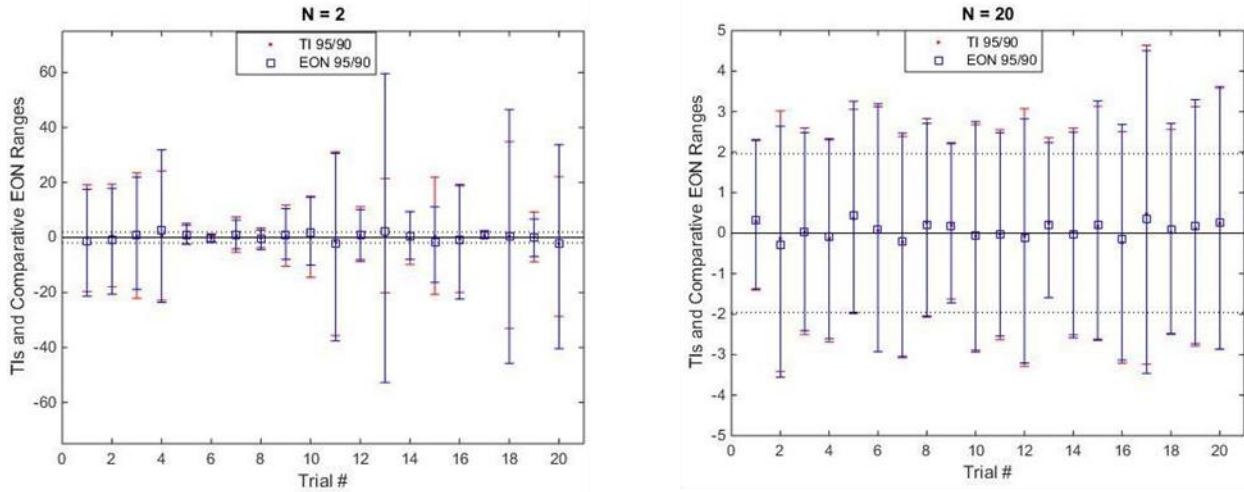 N = 2
TI 95/90
EON 95/90
TIs and Comparative EON Ranges
60
40
20
0
-20
-40
-60
0 2 4 6 8 10 12 14 16 18 20
Trial #
N = 20
TI 95/90
EON 95/90
TIs and Comparative EON Ranges
5
4
3
2
1
0
-1
-2
-3
-4
-5
0 2 4 6 8 10 12 14 16 18 20
Trial #